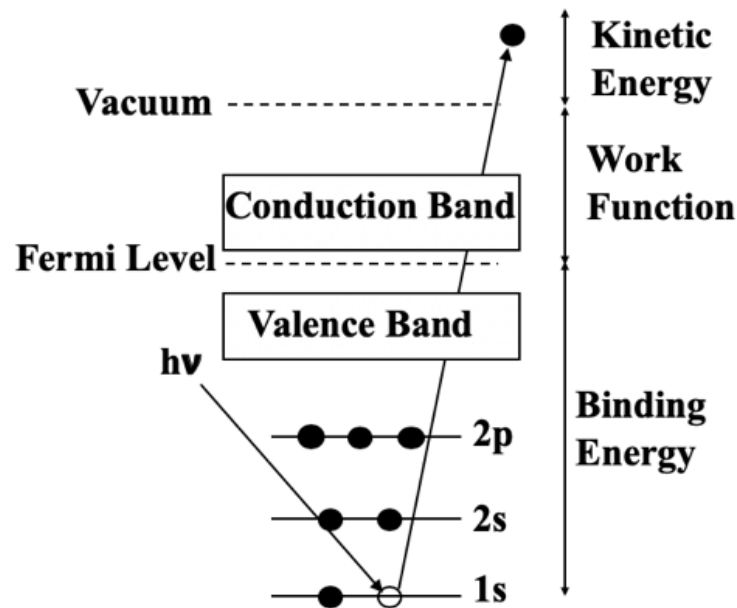 Kinetic
Energy
Vacuum
Work
Function
Conduction Band
Fermi Level
Valence Band
hν
Binding
Energy
2p
2s
1s